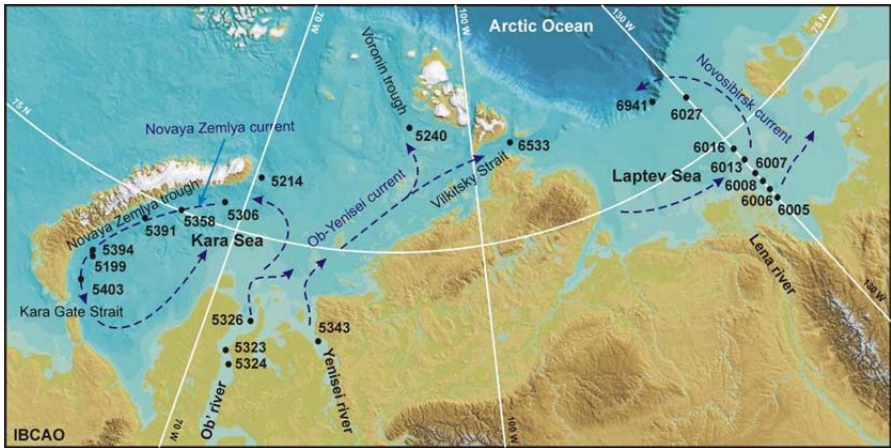 70 W
100 W
Arctic Ocean
130 W
75 N
Voronin trough
Novosibirsk current
75 N
6941
6027
Novaya Zemlya current
5240
6533
6016
6007
6013
Laptev Sea
6008
6006
6005
Vilkitsky Strait
5214
Novaya Zemlya trough
5306
5358
5391
Kara Sea
Ob-Yenisei current
5394
5199
5403
Kara Gate Strait
Lena river
130 W
5326
5343
5323
5324
Yenisei river
Ob' river
70 W
100 W
IBCAO